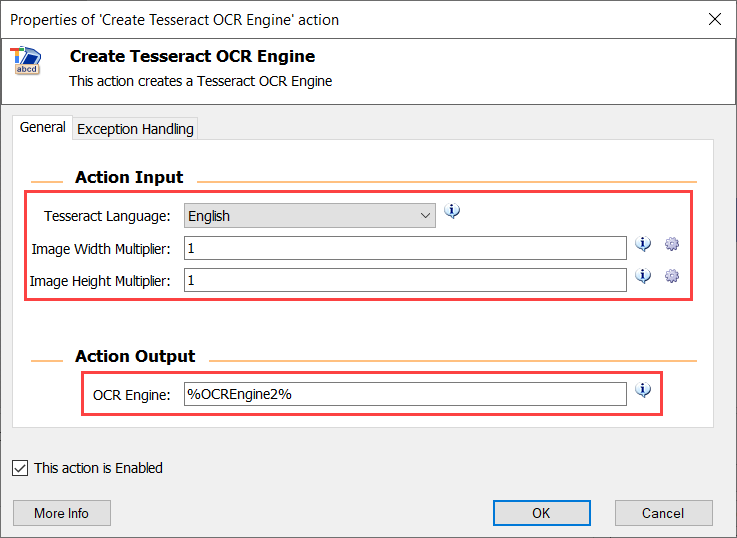 Properties of 'Create Tesseract OCR Engine' action
abcd
Create Tesseract OCR Engine
This action creates a Tesseract OCR Engine
General
Exception Handling
Action Input
Tesseract Language:
English
Image Width Multiplier:
1
Image Height Multiplier:
1
Action Output
OCR Engine:
%OCREngine2%
This action is Enabled
More Info
OK
Cancel